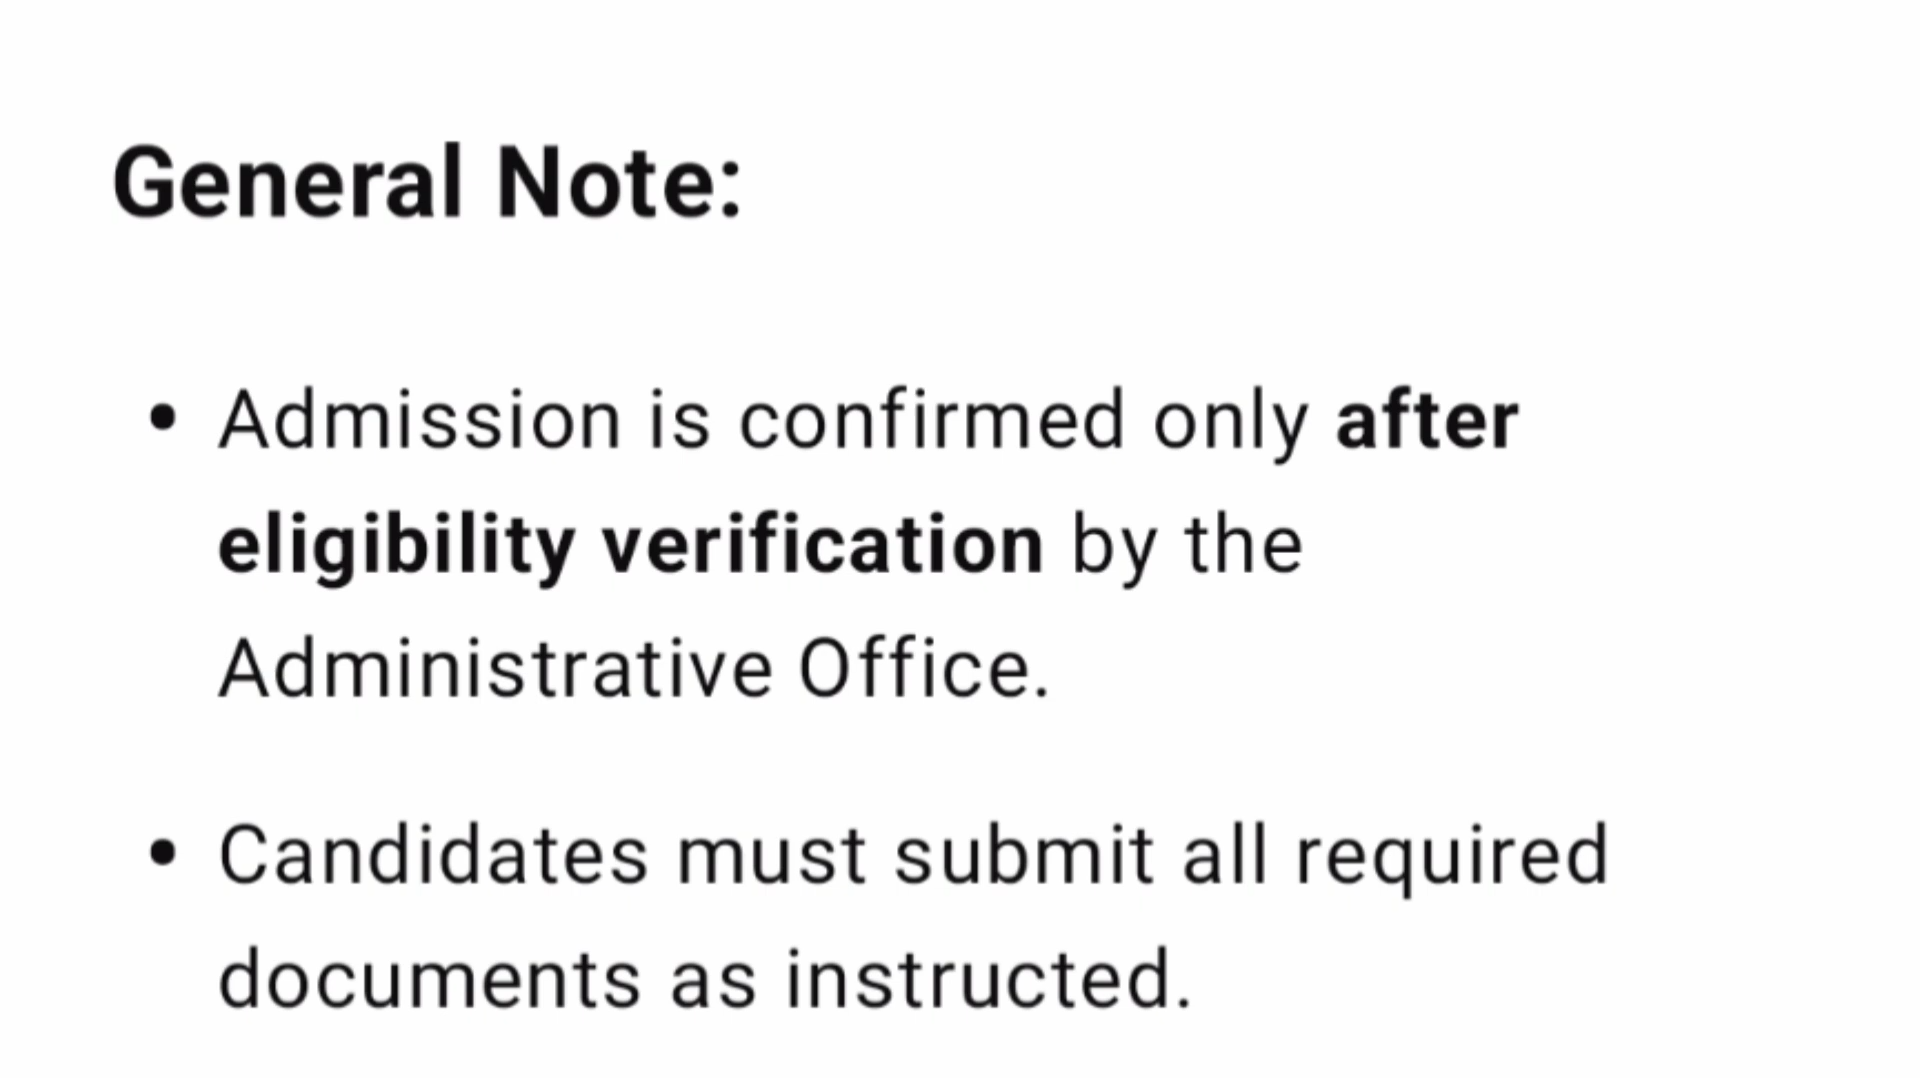 General Note:
• Admission is confirmed only after
eligibility verification by the
Administrative Office.
• Candidates must submit all required
documents as instructed.